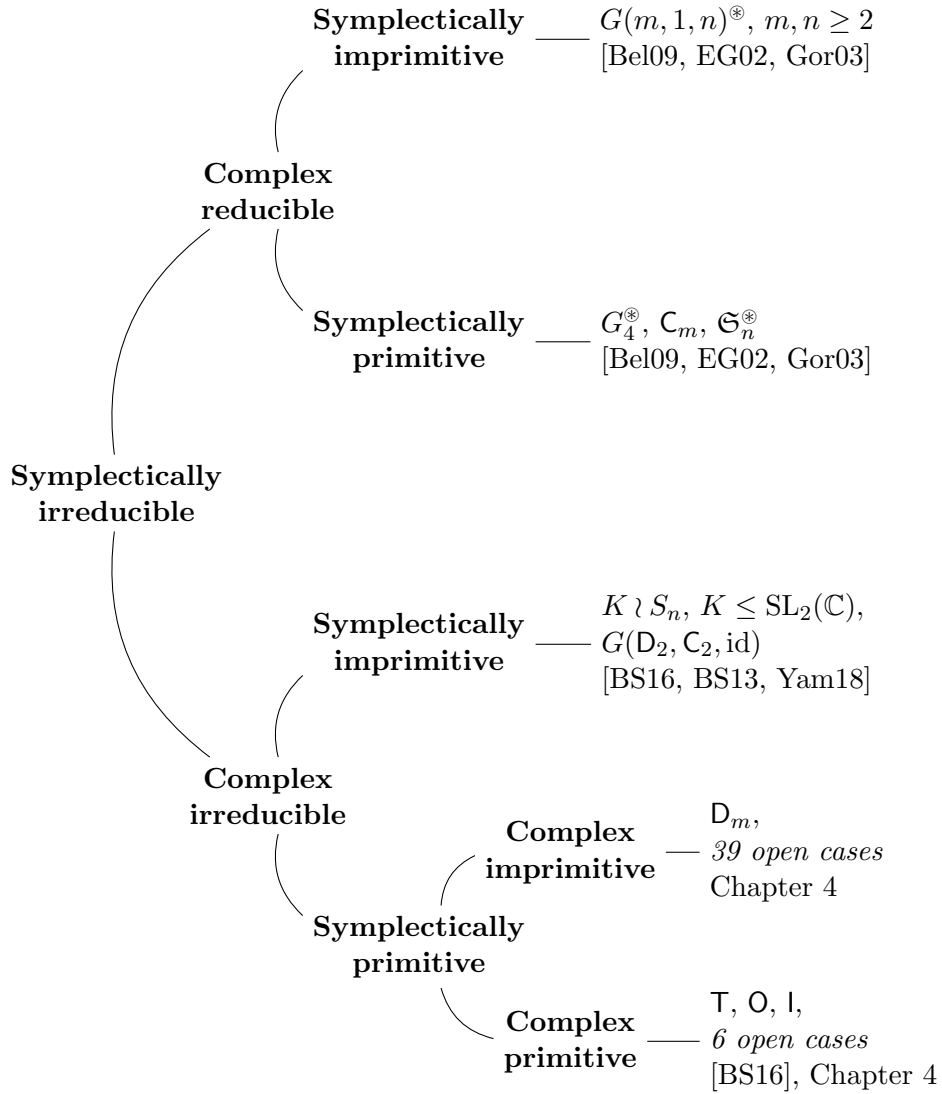 Symplectically
imprimitive
G(m, 1, n)^⊛, m, n ≥ 2
[Bel09, EG02, Gor03]
Complex
reducible
Symplectically
primitive
G_4^⊛, C_m, 𝔖_n^⊛
[Bel09, EG02, Gor03]
Symplectically
irreducible
Symplectically
imprimitive
K ≀ S_n, K ≤ SL_2(ℂ),
G(D_2, C_2, id)
[BS16, BS13, Yam18]
Complex
irreducible
Complex
imprimitive
D_m,
39 open cases
Chapter 4
Symplectically
primitive
Complex
primitive
T, O, I,
6 open cases
[BS16], Chapter 4